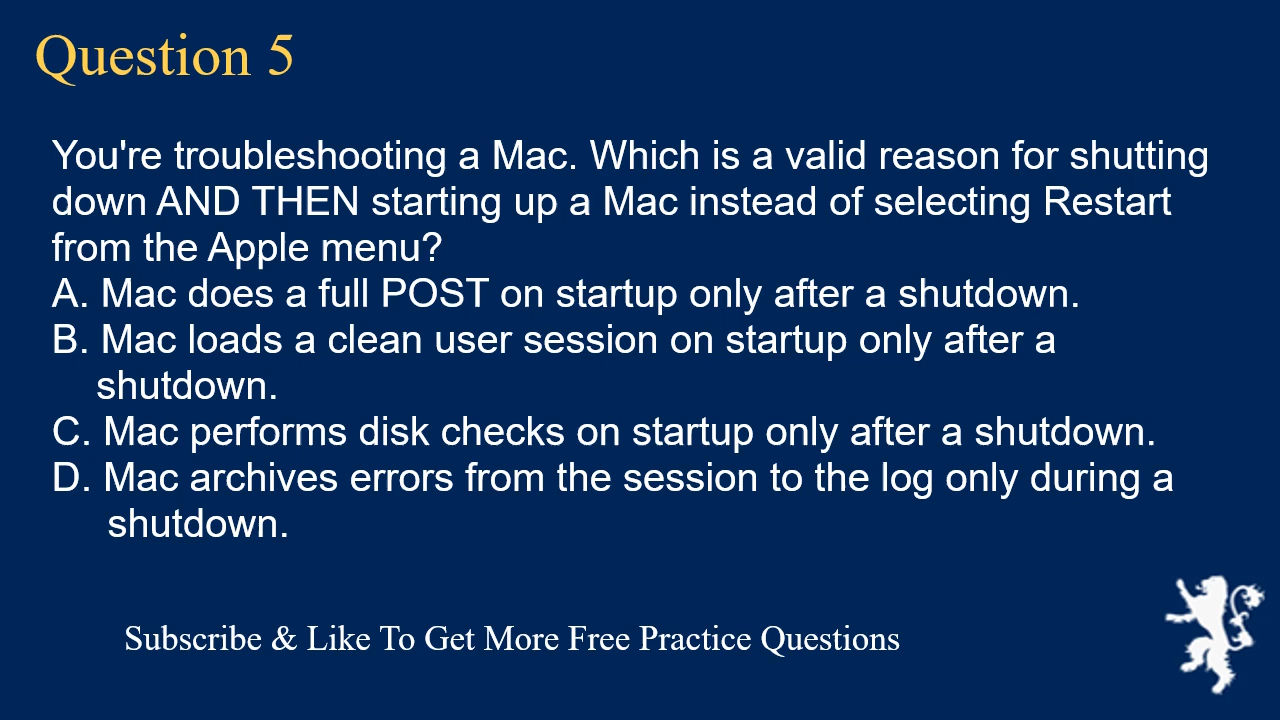 Question 5
You're troubleshooting a Mac. Which is a valid reason for shutting
down AND THEN starting up a Mac instead of selecting Restart
from the Apple menu?
A. Mac does a full POST on startup only after a shutdown.
B. Mac loads a clean user session on startup only after a
shutdown.
C. Mac performs disk checks on startup only after a shutdown.
D. Mac archives errors from the session to the log only during a
shutdown.
Subscribe & Like To Get More Free Practice Questions